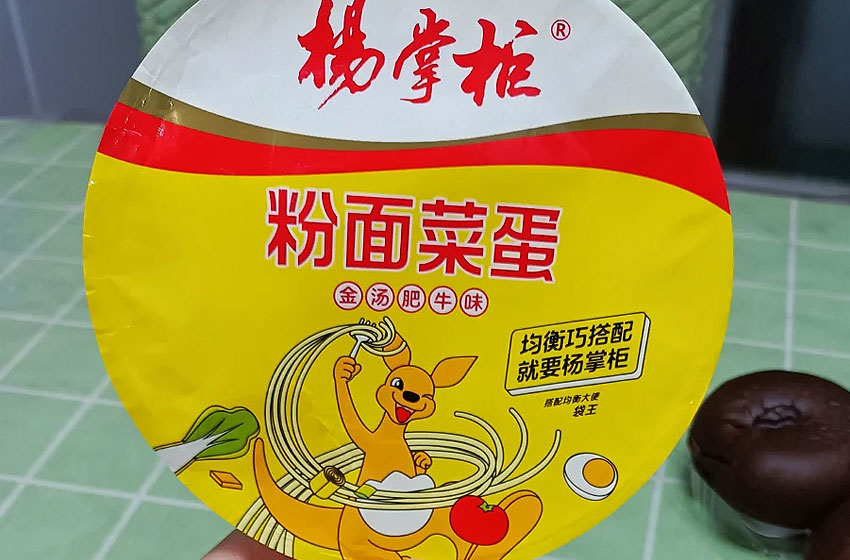 杨掌柜®
粉面菜蛋
金汤肥牛味
均衡巧搭配
就要杨掌柜
搭配均衡大使
袋王